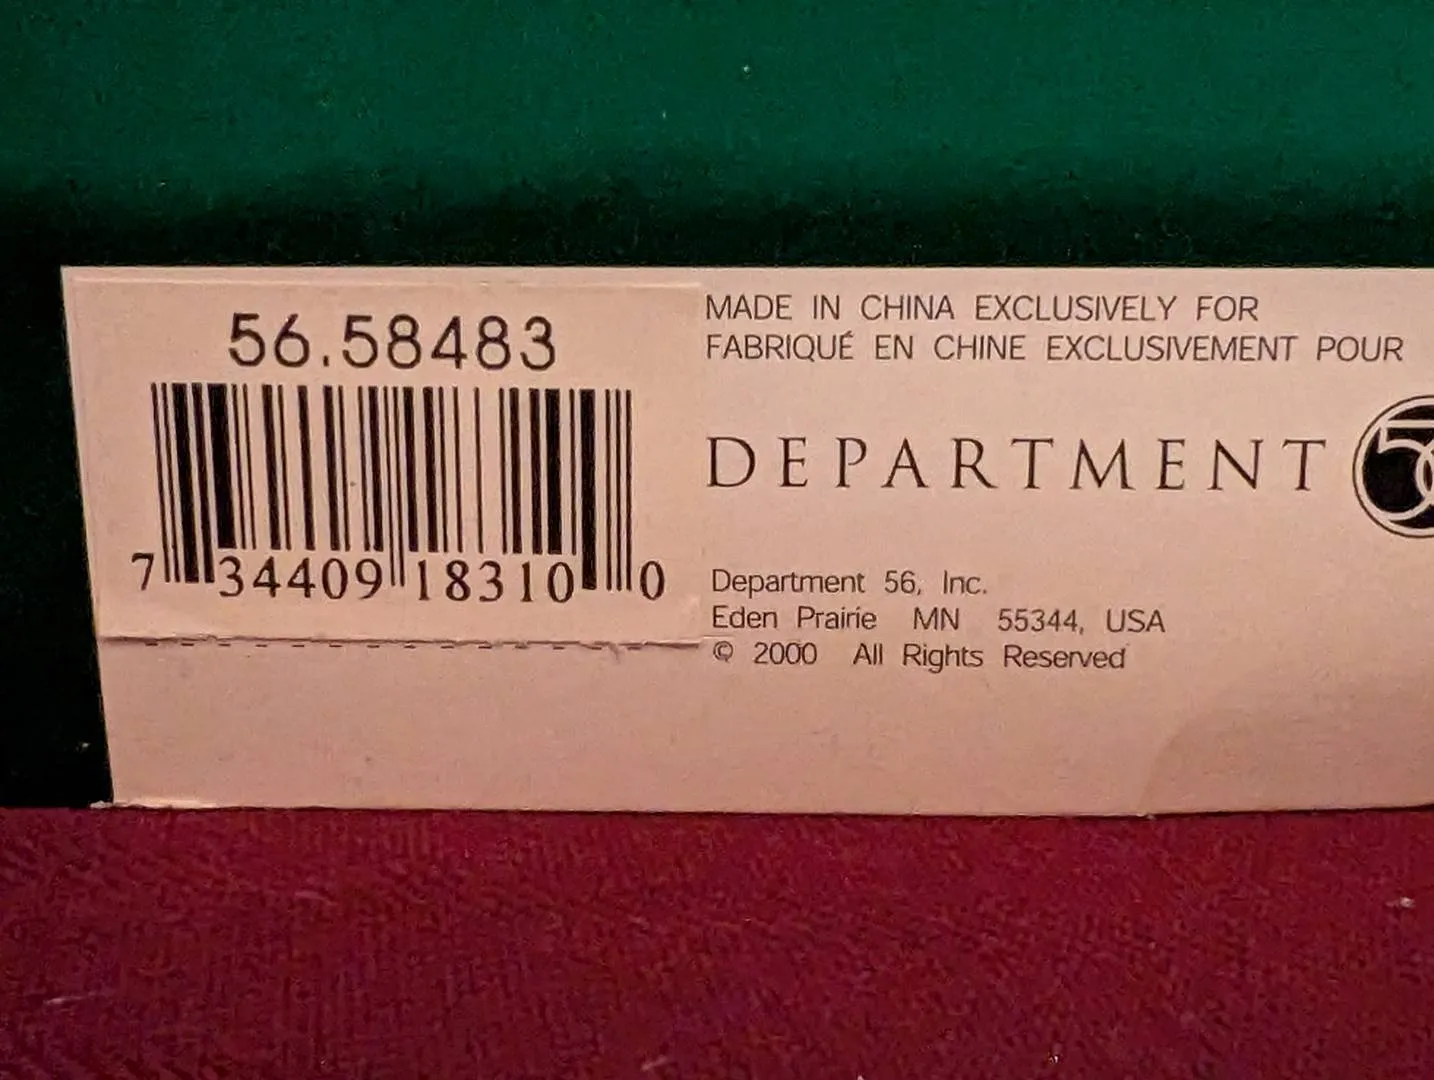 56.58483
7 34409 18310 0
MADE IN CHINA EXCLUSIVELY FOR
FABRIQUÉ EN CHINE EXCLUSIVEMENT POUR
DEPARTMENT 56
Department 56, Inc.
Eden Prairie MN 55344, USA
© 2000 All Rights Reserved